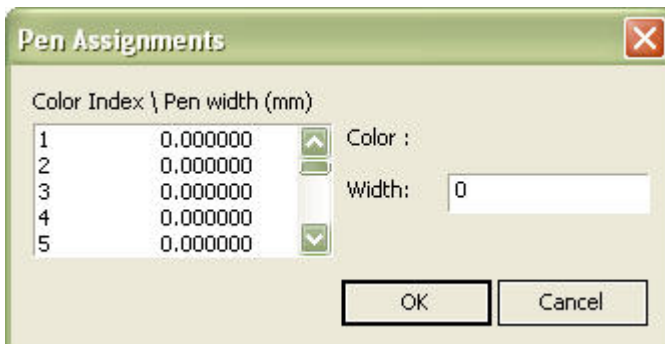 Pen Assignments
Color Index \ Pen width (mm)
1 0.000000
2 0.000000
3 0.000000
4 0.000000
5 0.000000
Color :
Width: 0
OK Cancel